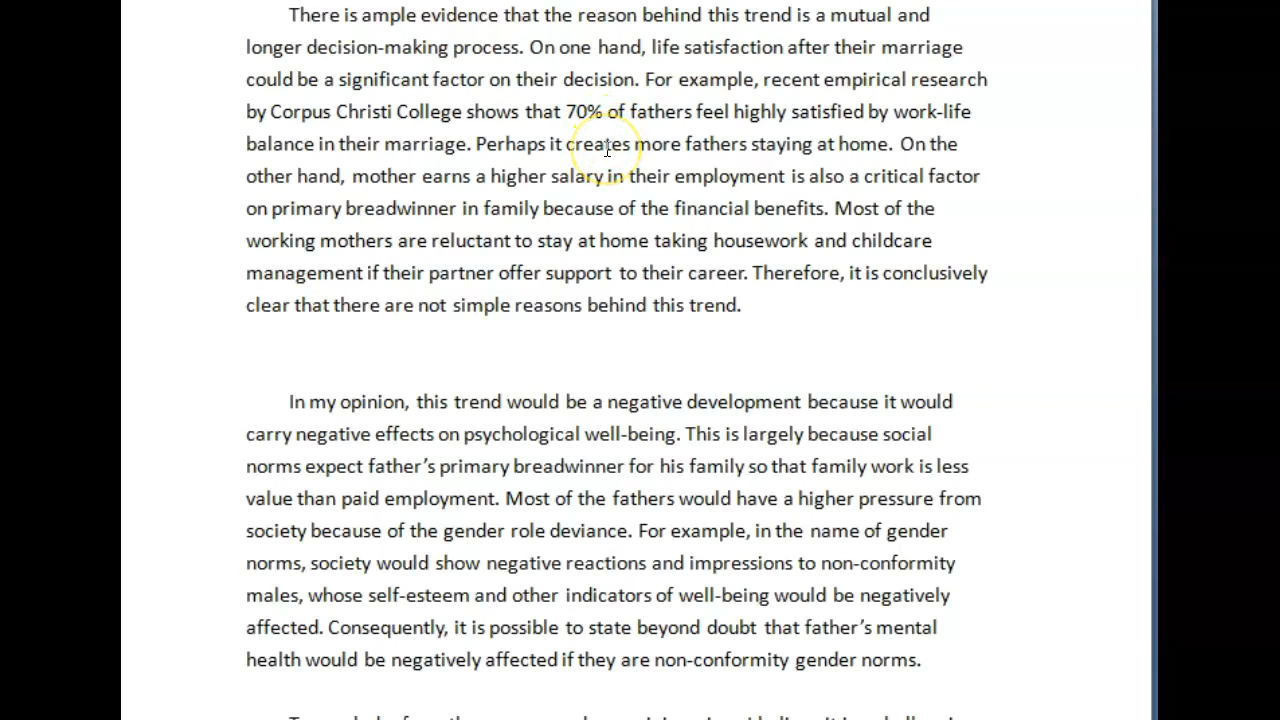 There is ample evidence that the reason behind this trend is a mutual and
longer decision-making process. On one hand, life satisfaction after their marriage
could be a significant factor on their decision. For example, recent empirical research
by Corpus Christi College shows that 70% of fathers feel highly satisfied by work-life
balance in their marriage. Perhaps it creates more fathers staying at home. On the
other hand, mother earns a higher salary in their employment is also a critical factor
on primary breadwinner in family because of the financial benefits. Most of the
working mothers are reluctant to stay at home taking housework and childcare
management if their partner offer support to their career. Therefore, it is conclusively
clear that there are not simple reasons behind this trend.
In my opinion, this trend would be a negative development because it would
carry negative effects on psychological well-being. This is largely because social
norms expect father’s primary breadwinner for his family so that family work is less
value than paid employment. Most of the fathers would have a higher pressure from
society because of the gender role deviance. For example, in the name of gender
norms, society would show negative reactions and impressions to non-conformity
males, whose self-esteem and other indicators of well-being would be negatively
affected. Consequently, it is possible to state beyond doubt that father’s mental
health would be negatively affected if they are non-conformity gender norms.